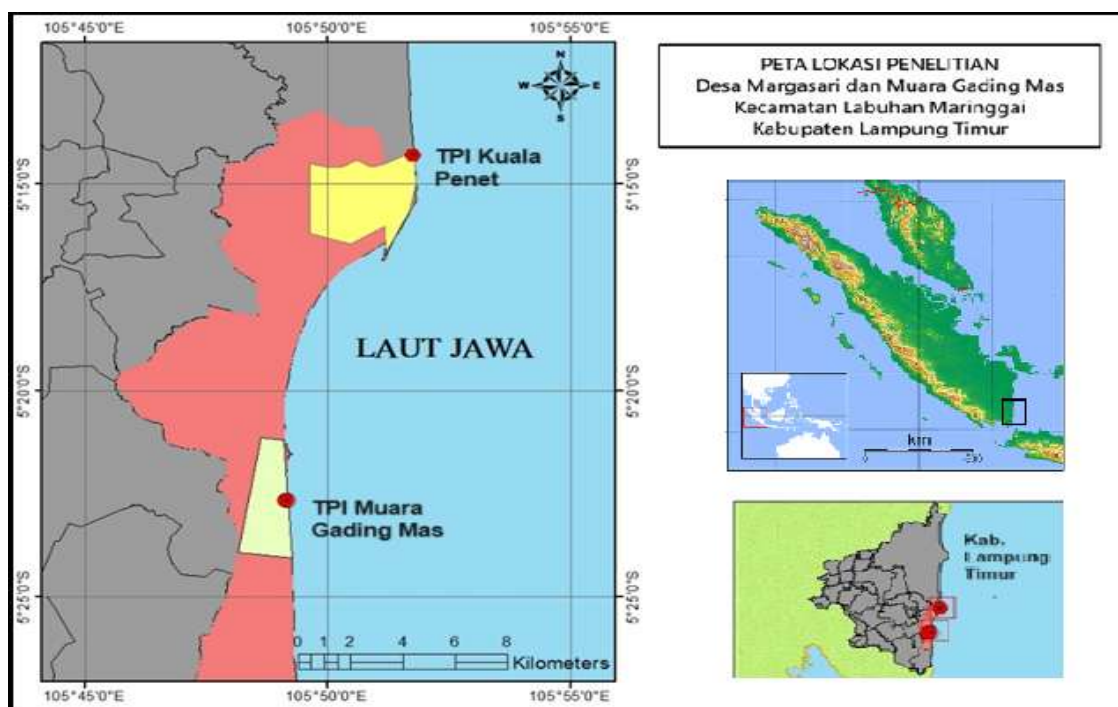 105°45'0"E
105°50'0"E
105°55'0"E
N
W
E
S
TPI Kuala
Penet
5°15'0"S
5°15'0"S
LAUT JAWA
5°20'0"S
5°20'0"S
TPI Muara
Gading Mas
5°25'0"S
5°25'0"S
0 1 2 4 6 8
Kilometers
105°45'0"E
105°50'0"E
105°55'0"E
PETA LOKASI PENELITIAN
Desa Margasari dan Muara Gading Mas
Kecamatan Labuhan Maringgai
Kabupaten Lampung Timur
km
0
Kab.
Lampung
Timur